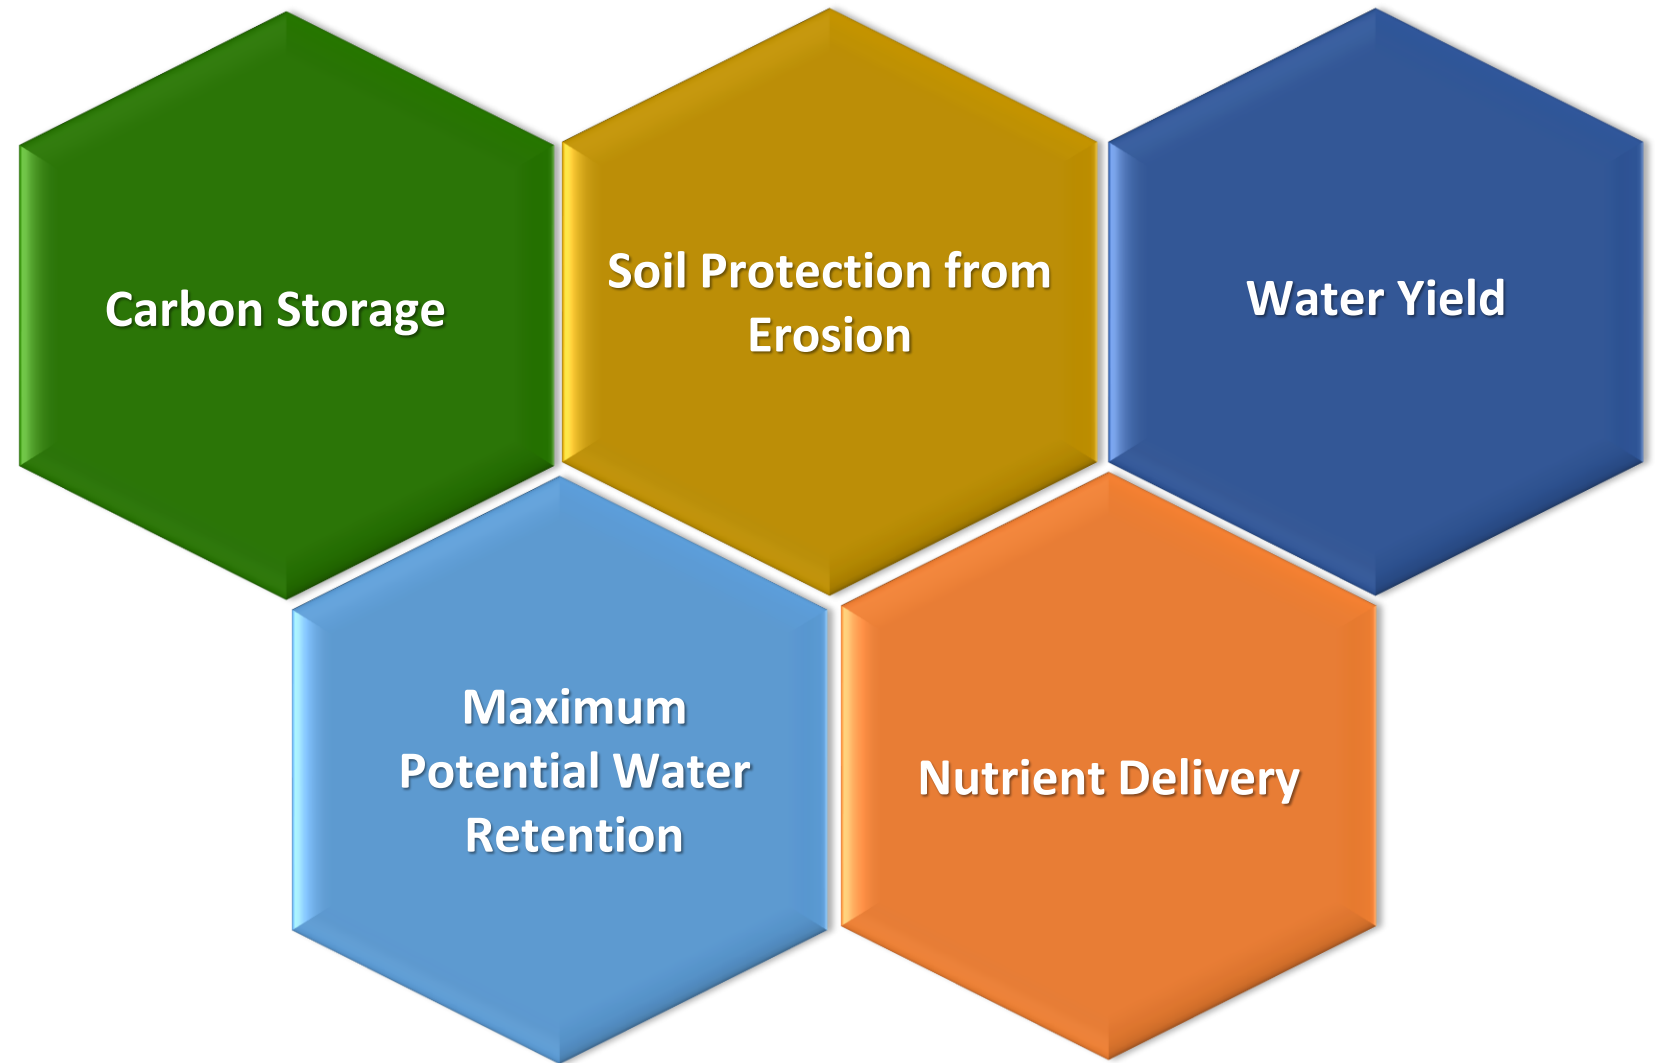 Carbon Storage
Soil Protection from
Erosion
Water Yield
Maximum
Potential Water
Retention
Nutrient Delivery